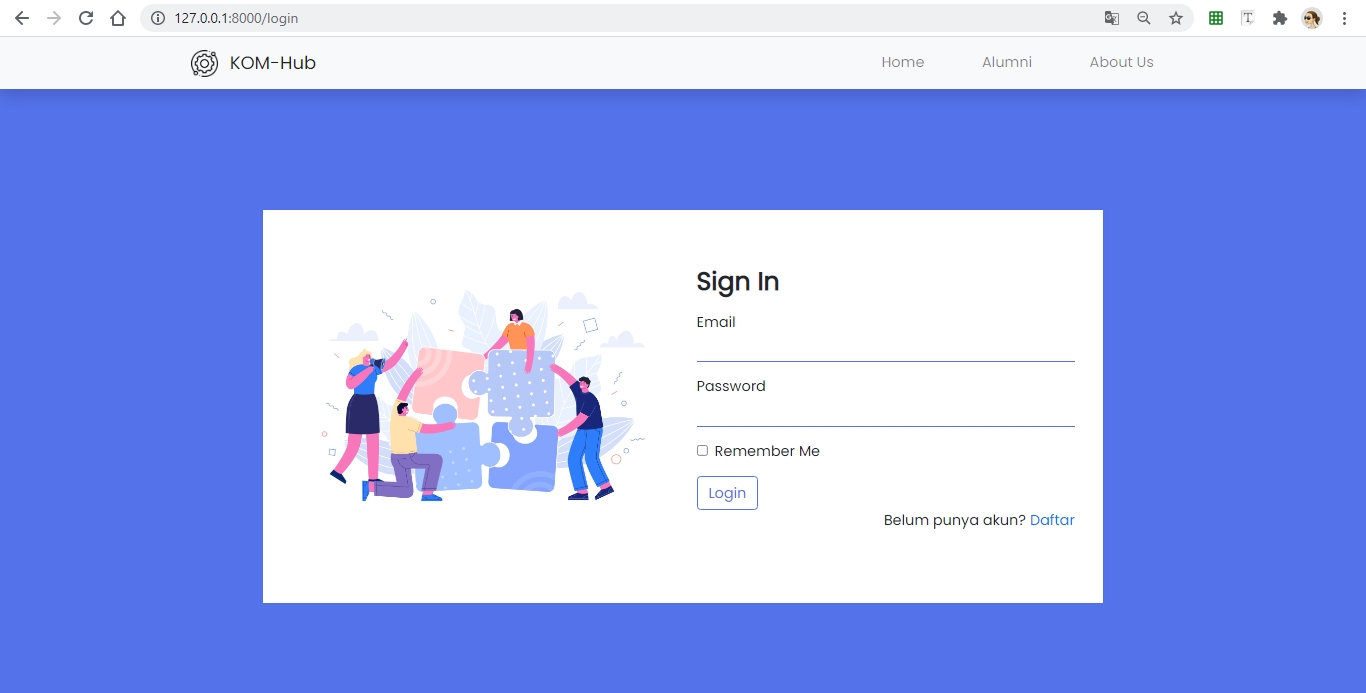 127.0.0.1:8000/login
KOM-Hub Home Alumni About Us
Sign In
Email
Password
Remember Me
Login
Belum punya akun? Daftar